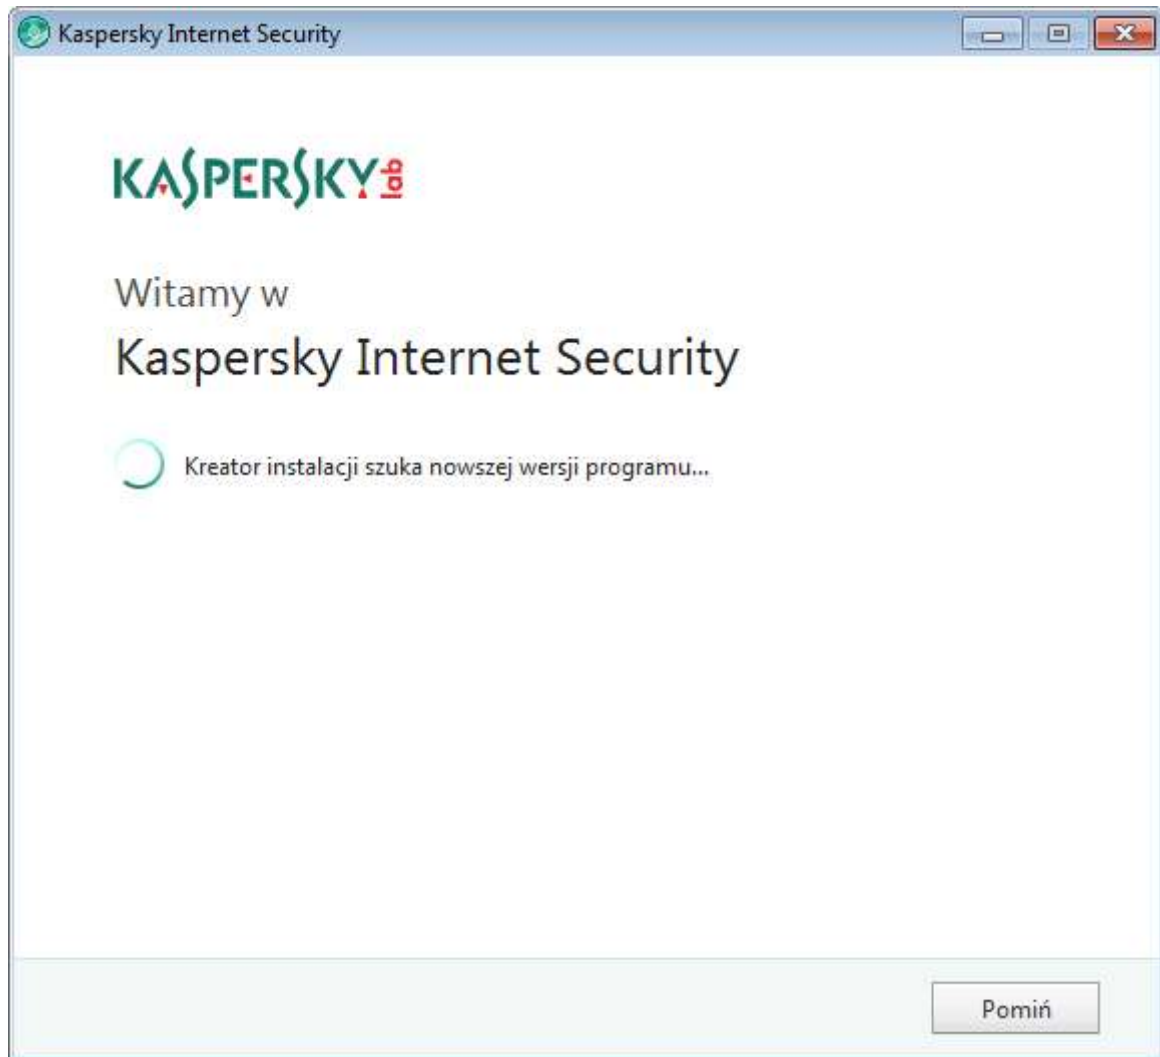 Kaspersky Internet Security
KASPERSKY lab
Witamy w
Kaspersky Internet Security
Kreator instalacji szuka nowszej wersji programu...
Pomiń